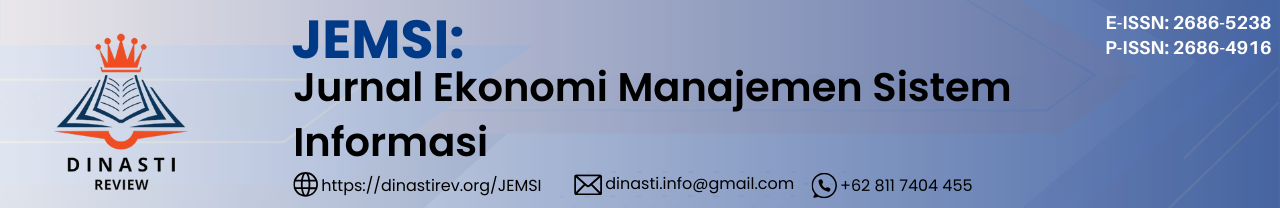 JEMSI:
Jurnal Ekonomi Manajemen Sistem
Informasi
https://dinastirev.org/JEMSI
dinasti.info@gmail.com
+62 811 7404 455
E-ISSN: 2686-5238
P-ISSN: 2686-4916
DINASTI
REVIEW